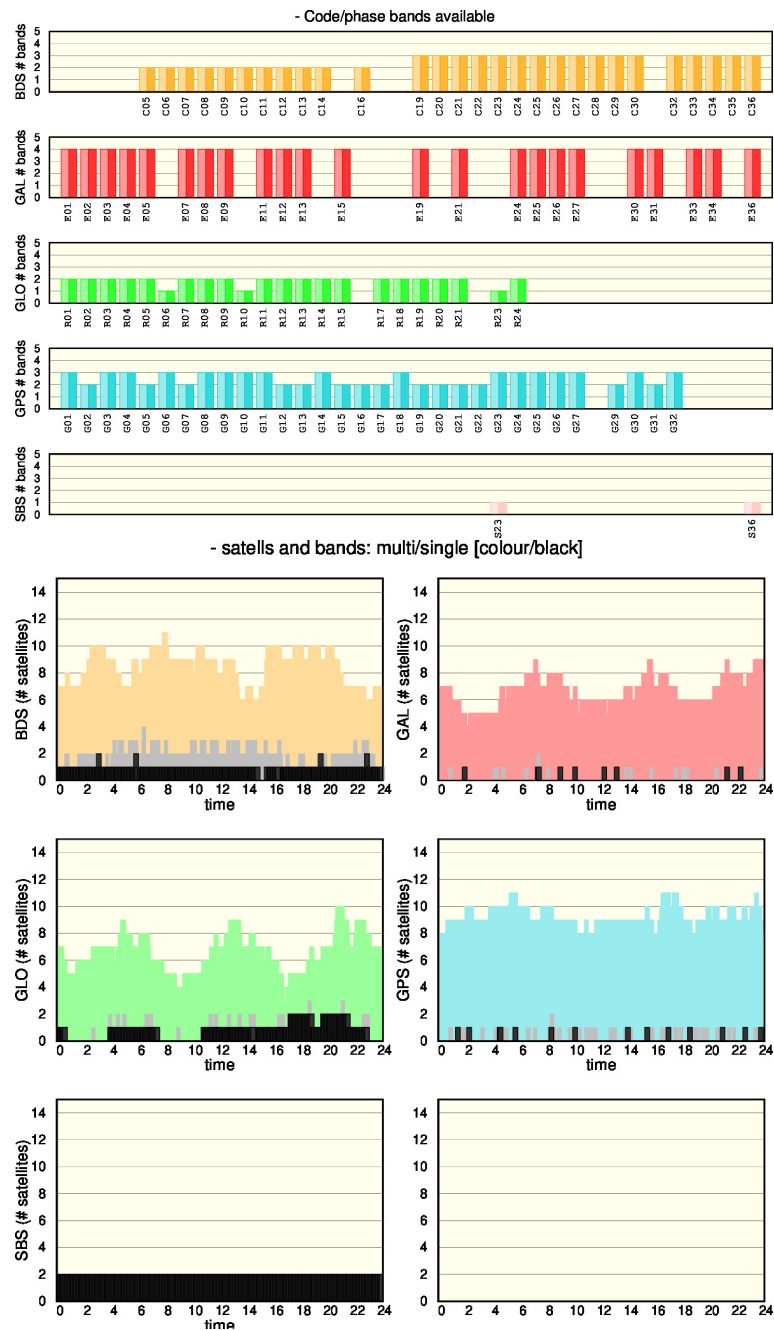 - Code/phase bands available
BDS # bands
5
4
3
2
1
0
C05 C06 C07 C08 C09 C10 C11 C12 C13 C14 C16 C19 C20 C21 C22 C23 C24 C25 C26 C27 C28 C29 C30 C32 C33 C34 C35 C36
GAL # bands
5
4
3
2
1
0
E01 E02 E03 E04 E05 E07 E08 E09 E11 E12 E13 E15 E19 E21 E24 E25 E26 E27 E30 E31 E33 E34 E36
GLO # bands
5
4
3
2
1
0
R01 R02 R03 R04 R05 R06 R07 R08 R09 R10 R11 R12 R13 R14 R15 R17 R18 R19 R20 R21 R23 R24
GPS # bands
5
4
3
2
1
0
G01 G02 G03 G04 G05 G06 G07 G08 G09 G10 G11 G12 G13 G14 G15 G16 G17 G18 G19 G20 G21 G22 G23 G24 G25 G26 G27 G29 G30 G31 G32
SBS # bands
5
4
3
2
1
0
S23 S36
- satells and bands: multi/single [colour/black]
BDS (# satellites)
14
12
10
8
6
4
2
0
0 2 4 6 8 10 12 14 16 18 20 22 24
time
GAL (# satellites)
14
12
10
8
6
4
2
0
0 2 4 6 8 10 12 14 16 18 20 22 24
time
GLO (# satellites)
14
12
10
8
6
4
2
0
0 2 4 6 8 10 12 14 16 18 20 22 24
time
GPS (# satellites)
14
12
10
8
6
4
2
0
0 2 4 6 8 10 12 14 16 18 20 22 24
time
SBS (# satellites)
14
12
10
8
6
4
2
0
0 2 4 6 8 10 12 14 16 18 20 22 24
time
14
12
10
8
6
4
2
0
0 2 4 6 8 10 12 14 16 18 20 22 24